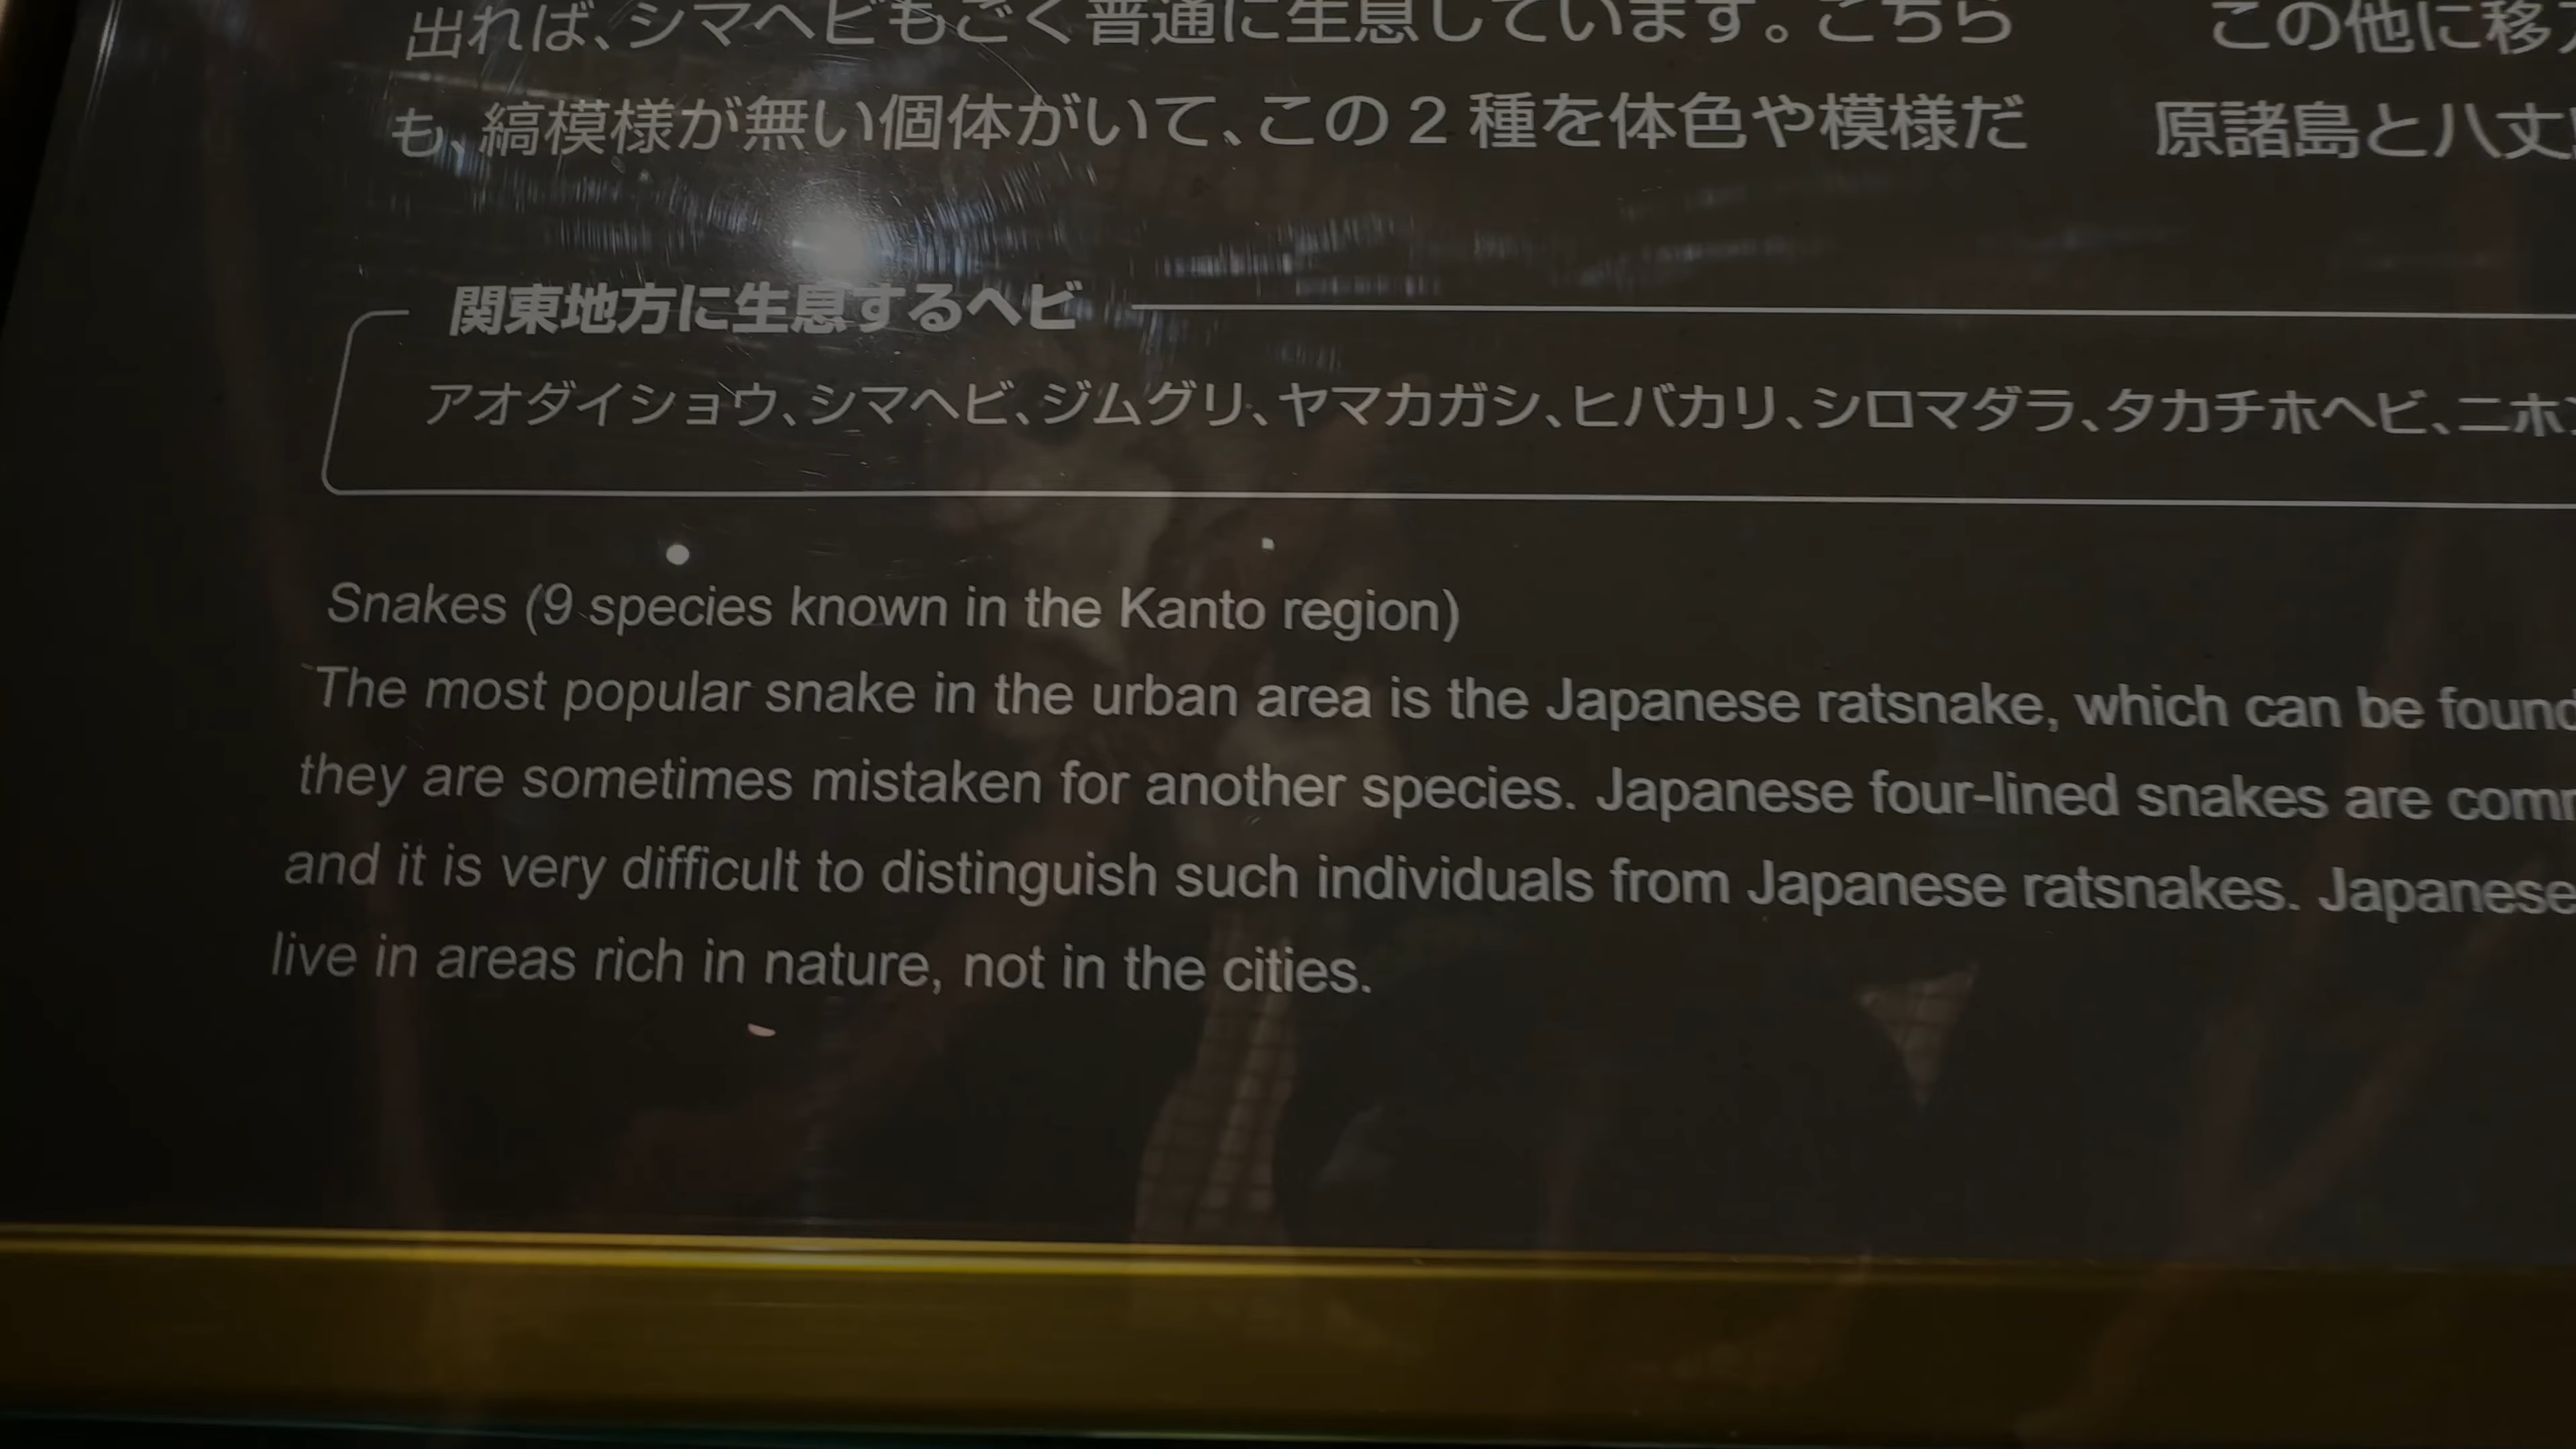 出れば、シマヘビもごく普通に生息しています。こちら
も、縞模様が無い個体がいて、この2種を体色や模様だ
この他に移
原諸島と八丈
関東地方に生息するヘビ
アオダイショウ、シマヘビ、ジムグリ、ヤマカガシ、ヒバカリ、シロマダラ、タカチホヘビ、ニホ
Snakes (9 species known in the Kanto region)
The most popular snake in the urban area is the Japanese ratsnake, which can be found
they are sometimes mistaken for another species. Japanese four-lined snakes are
and it is very difficult to distinguish such individuals from Japanese ratsnakes. Japanese
live in areas rich in nature, not in the cities.